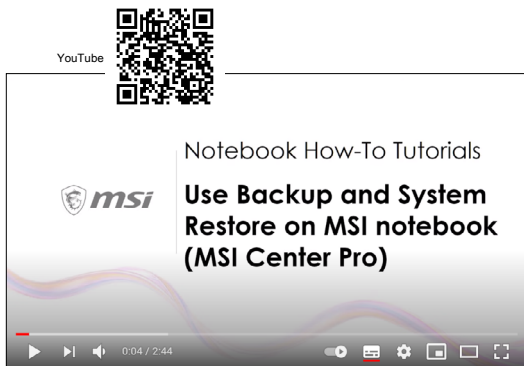 YouTube
Notebook How-To Tutorials
msi
Use Backup and System
Restore on MSI notebook
(MSI Center Pro)
0:04 / 2:44